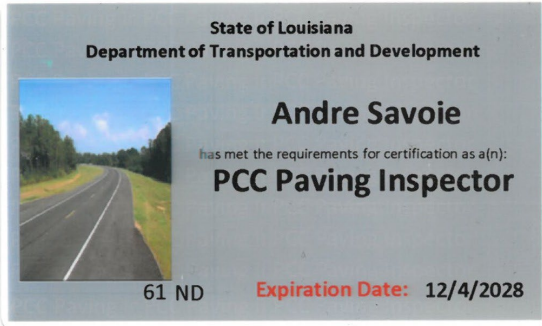 State of Louisiana
Department of Transportation and Development
Andre Savoie
has met the requirements for certification as a(n):
PCC Paving Inspector
61 ND
Expiration Date: 12/4/2028